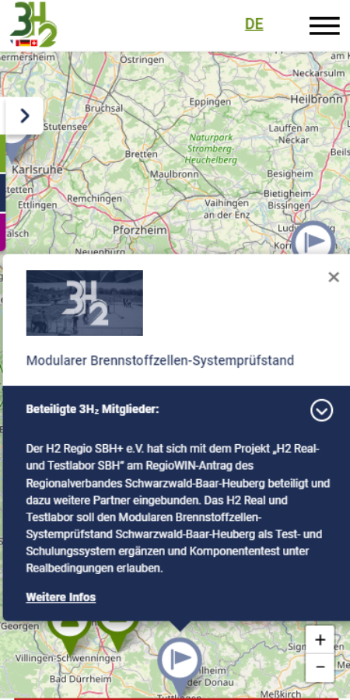 3H2
DE
Ostringen
Neckarsulm
Heilbronn
Eppingen
Bruchsal
Stutensee
Lauffen am
Neckar
Naturpark
Stromberg
Heuchelberg
Bretten
Karlsruhe
Maulbronn
Besigheim
Ettlingen
Remchingen
Vaihingen
an der Enz
Bietigheim-
Bissingen
Pforzheim
3H2
×
Modularer Brennstoffzellen-Systemprüfstand
Beteiligte 3H₂ Mitglieder:
Der H2 Regio SBH+ e.V. hat sich mit dem Projekt „H2 Real-
und Testlabor SBH“ am RegioWIN-Antrag des
Regionalverbandes Schwarzwald-Baar-Heuberg beteiligt und
dazu weitere Partner eingebunden. Das H2 Real und
Testlabor soll den Modularen Brennstoffzellen-
Systemprüfstand Schwarzwald-Baar-Heuberg als Test- und
Schulungssystem ergänzen und Komponententest unter
Realbedingungen erlauben.
Weitere Infos
Georgen
+
−
Villingen-Schwenningen
Bad Dürrheim
lheim
der Donau
Meßkirch